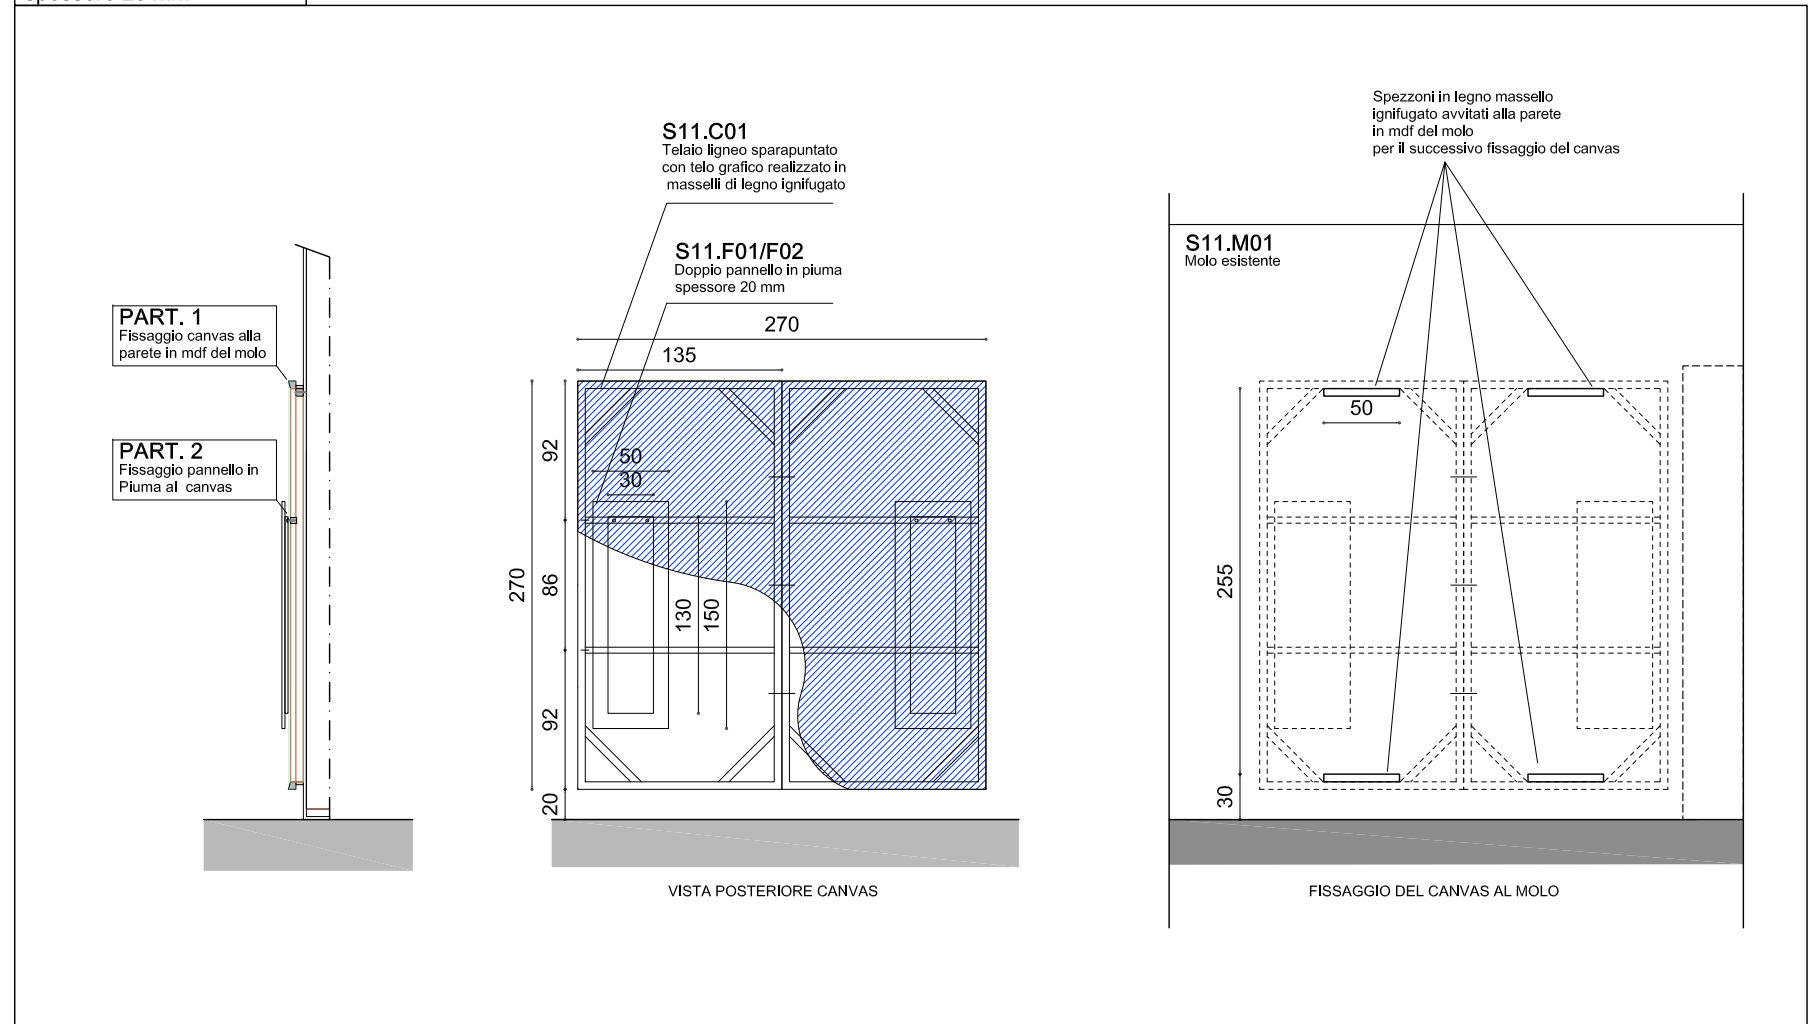 S11.C01
Telaio ligneo sparapuntato
con telo grafico realizzato in
masselli di legno ignifugato
S11.F01/F02
Doppio pannello in piuma
spessore 20 mm
PART. 1
Fissaggio canvas alla
parete in mdf del molo
PART. 2
Fissaggio pannello in
Piuma al canvas
270
135
50
30
92
86
92
270
130
150
20
VISTA POSTERIORE CANVAS
Spezzoni in legno massello
ignifugato avvitati alla parete
in mdf del molo
per il successivo fissaggio del canvas
S11.M01
Molo esistente
50
255
30
FISSAGGIO DEL CANVAS AL MOLO